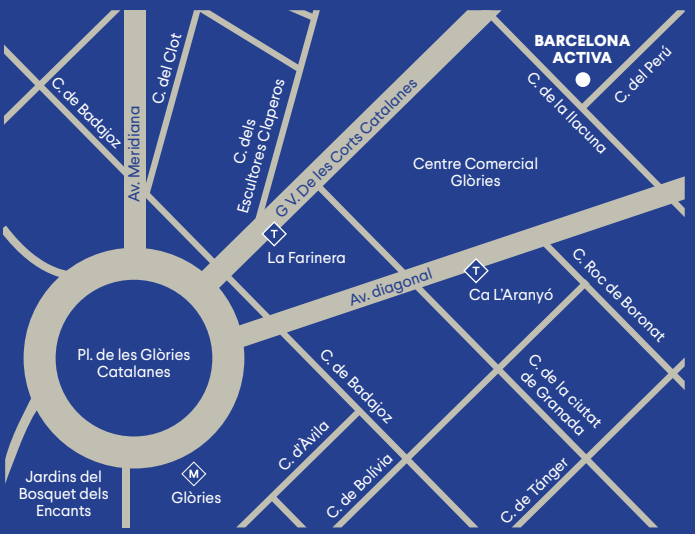 BARCELONA
ACTIVA
C. del Perú
C. de la llacuna
C. del Clot
C. de Badajoz
Av. Meridiana
C. dels
Escultores Claperos
G V. De les Corts Catalanes
Centre Comercial
Glòries
T
La Farinera
T
Ca L'Aranyó
Av. diagonal
C. Roc de Boronat
Pl. de les Glòries
Catalanes
C. de Badajoz
C. de la ciutat
de Granada
C. d'Àvila
C. de Bolívia
C. de Tánger
M
Glòries
Jardins del
Bosquet dels
Encants